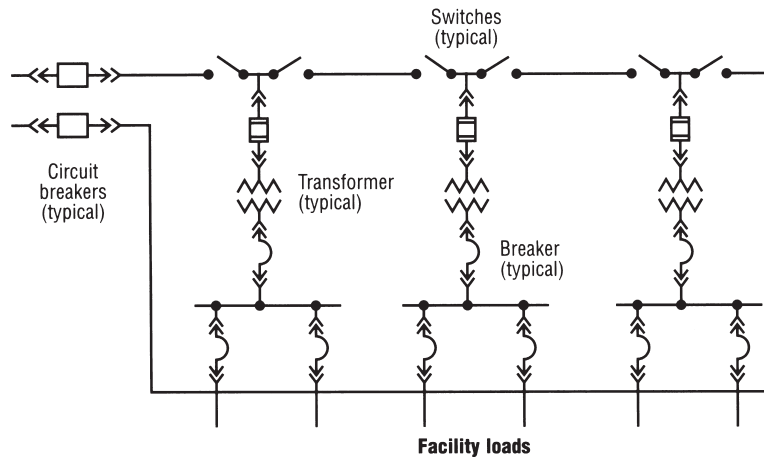 Switches
(typical)
Circuit
breakers
(typical)
Transformer
(typical)
Breaker
(typical)
Facility loads